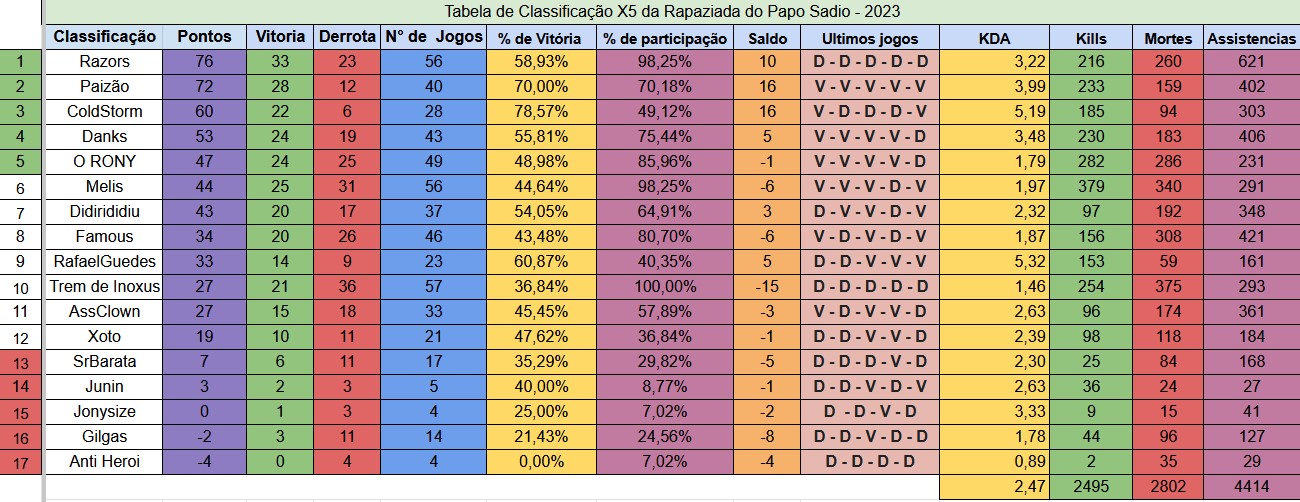 Tabela de Classificação X5 da Rapaziada do Papo Sadio - 2023
Classificação Pontos Vitoria Derrota N° de Jogos % de Vitória % de participação Saldo Ultimos jogos KDA Kills Mortes Assistencias
1 Razors 76 33 23 56 58,93% 98,25% 10 D - D - D - D - D 3,22 216 260 621
2 Paizão 72 28 12 40 70,00% 70,18% 16 V - V - V - V - V 3,99 233 159 402
3 ColdStorm 60 22 6 28 78,57% 49,12% 16 V - D - D - D - V 5,19 185 94 303
4 Danks 53 24 19 43 55,81% 75,44% 5 V - V - V - V - D 3,48 230 183 406
5 O RONY 47 24 25 49 48,98% 85,96% -1 V - V - V - V - D 1,79 282 286 231
6 Melis 44 25 31 56 44,64% 98,25% -6 V - V - V - D - V 1,97 379 340 291
7 Didirididiu 43 20 17 37 54,05% 64,91% 3 D - V - V - D - V 2,32 97 192 348
8 Famous 34 20 26 46 43,48% 80,70% -6 V - D - V - D - V 1,87 156 308 421
9 RafaelGuedes 33 14 9 23 60,87% 40,35% 5 D - D - V - V - V 5,32 153 59 161
10 Trem de Inoxus 27 21 36 57 36,84% 100,00% -15 D - D - D - D - D 1,46 254 375 293
11 AssClown 27 15 18 33 45,45% 57,89% -3 V - D - V - V - D 2,63 96 174 361
12 Xoto 19 10 11 21 47,62% 36,84% -1 D - D - V - D - V 2,39 98 118 184
13 SrBarata 7 6 11 17 35,29% 29,82% -5 D - D - D - V - D 2,30 25 84 168
14 Junin 3 2 3 5 40,00% 8,77% -1 D - D - V - D - V 2,63 36 24 27
15 Jonysize 0 1 3 4 25,00% 7,02% -2 D - D - V - D 3,33 9 15 41
16 Gilgas -2 3 11 14 21,43% 24,56% -8 D - D - V - D - D 1,78 44 96 127
17 Anti Heroi -4 0 4 4 0,00% 7,02% -4 D - D - D - D 0,89 2 35 29
2,47 2495 2802 4414